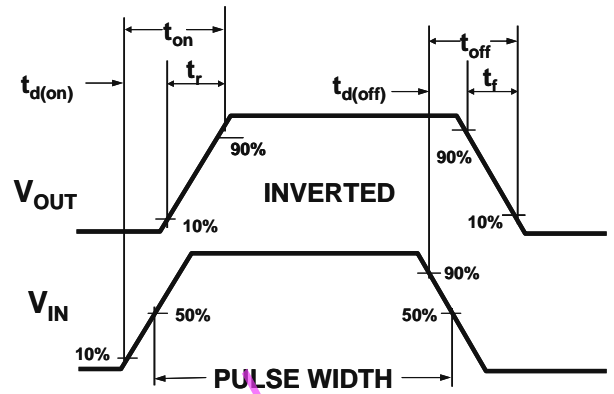 t_on
t_off
t_d(on)
t_r
t_d(off)
t_f
90%
90%
V_OUT
INVERTED
10%
10%
90%
V_IN
50%
50%
10%
PULSE WIDTH